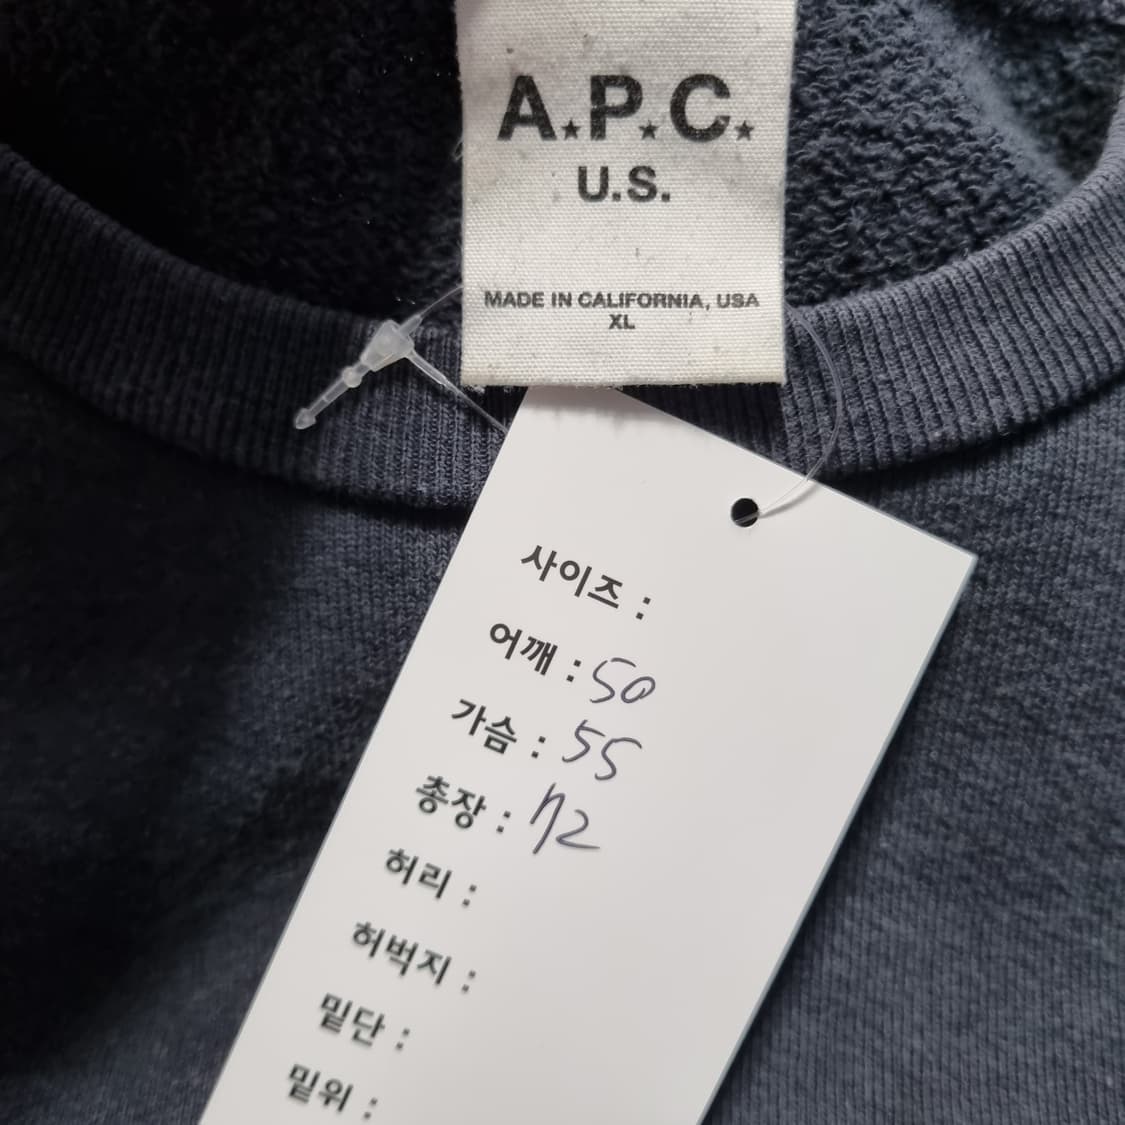 A.P.C.
U.S.
MADE IN CALIFORNIA, USA
XL
사이즈 :
어깨 : 50
가슴 : 55
총장 : 72
허리 :
허벅지 :
밑단 :
밑위 :